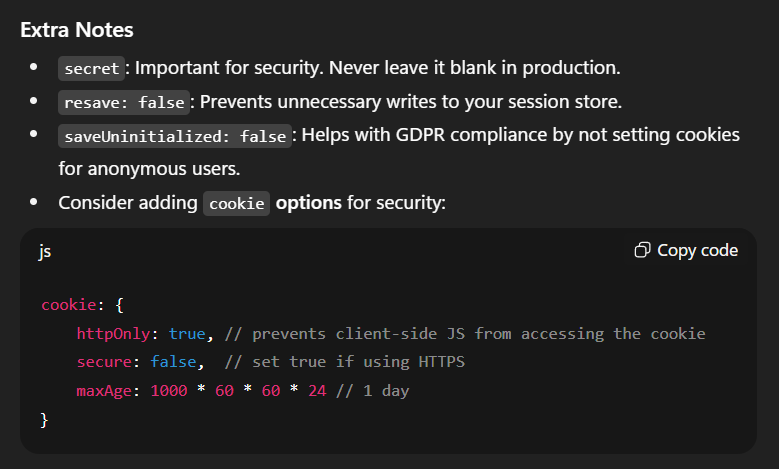 Extra Notes
• secret: Important for security. Never leave it blank in production.
• resave: false: Prevents unnecessary writes to your session store.
• saveUninitialized: false: Helps with GDPR compliance by not setting cookies
for anonymous users.
• Consider adding cookie options for security:
js
Copy code
cookie: {
    httpOnly: true, // prevents client-side JS from accessing the cookie
    secure: false,  // set true if using HTTPS
    maxAge: 1000 * 60 * 60 * 24 // 1 day
}